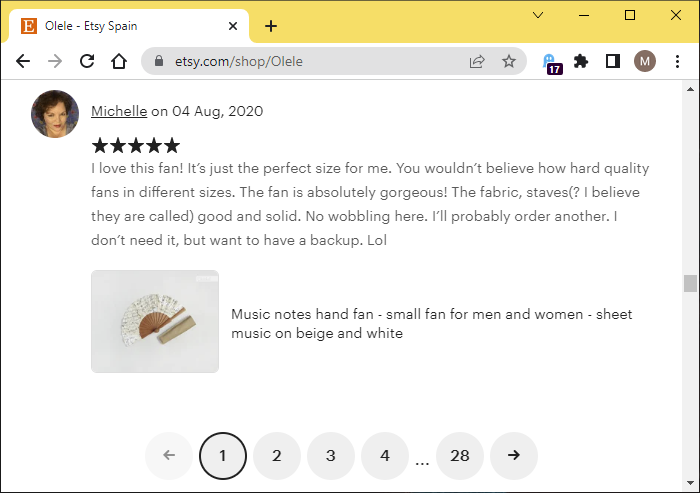 E Olele - Etsy Spain
etsy.com/shop/Olele
17
M
Michelle on 04 Aug, 2020
★★★★★
I love this fan! It’s just the perfect size for me. You wouldn’t believe how hard quality
fans in different sizes. The fan is absolutely gorgeous! The fabric, staves(? I believe
they are called) good and solid. No wobbling here. I’ll probably order another. I
don’t need it, but want to have a backup. Lol
Music notes hand fan - small fan for men and women - sheet
music on beige and white
1 2 3 4 ... 28